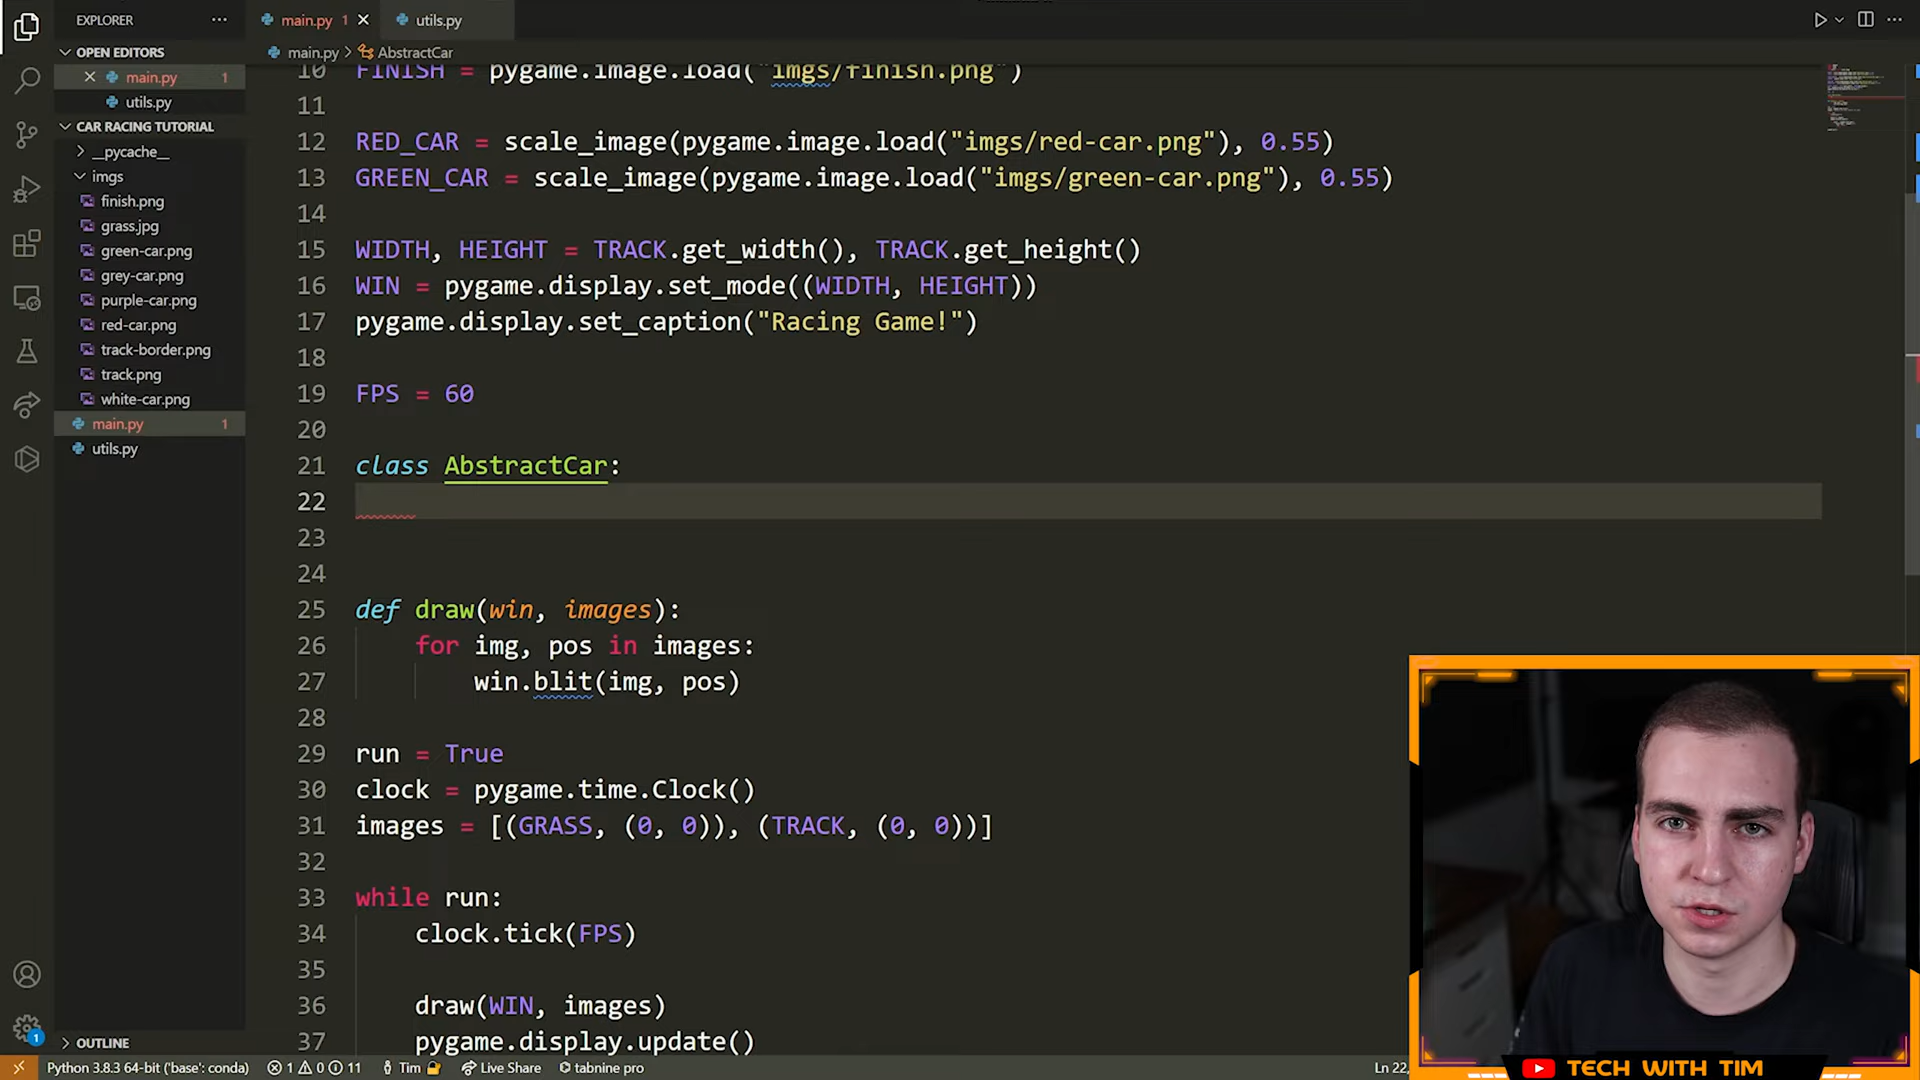 EXPLORER
···
main.py 1
utils.py
OPEN EDITORS
main.py 1
utils.py
CAR RACING TUTORIAL
__pycache__
imgs
finish.png
grass.jpg
green-car.png
grey-car.png
purple-car.png
red-car.png
track-border.png
track.png
white-car.png
main.py 1
utils.py
OUTLINE
main.py > AbstractCar
10 FINISH = pygame.image.load("imgs/finish.png")
11
12 RED_CAR = scale_image(pygame.image.load("imgs/red-car.png"), 0.55)
13 GREEN_CAR = scale_image(pygame.image.load("imgs/green-car.png"), 0.55)
14
15 WIDTH, HEIGHT = TRACK.get_width(), TRACK.get_height()
16 WIN = pygame.display.set_mode((WIDTH, HEIGHT))
17 pygame.display.set_caption("Racing Game!")
18
19 FPS = 60
20
21 class AbstractCar:
22
23
24
25 def draw(win, images):
26 for img, pos in images:
27 win.blit(img, pos)
28
29 run = True
30 clock = pygame.time.Clock()
31 images = [(GRASS, (0, 0)), (TRACK, (0, 0))]
32
33 while run:
34 clock.tick(FPS)
35
36 draw(WIN, images)
37 pygame.display.update()
1
Python 3.8.3 64-bit ('base': conda) 1 0 11 Tim Live Share tabnine pro Ln 22,
TECH WITH TIM